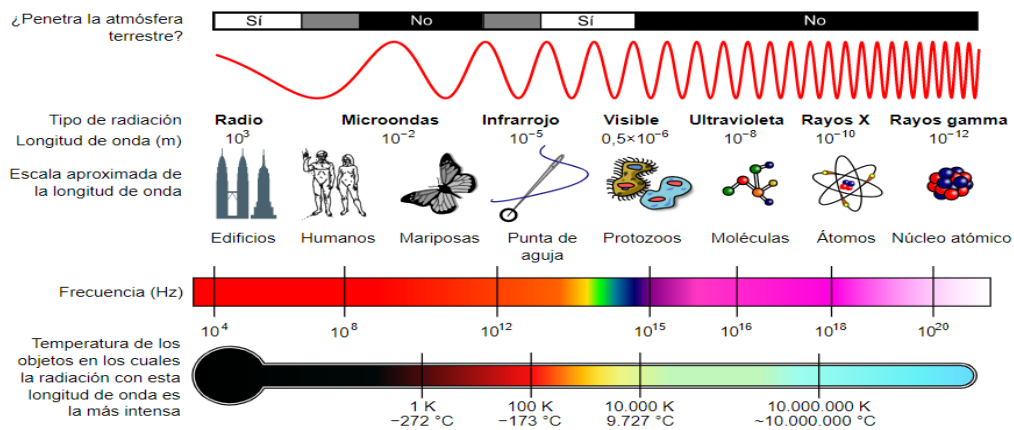 ¿Penetra la atmósfera
terrestre?
Sí No Sí No
Tipo de radiación Radio Microondas Infrarrojo Visible Ultravioleta Rayos X Rayos gamma
Longitud de onda (m) 10³ 10⁻² 10⁻⁵ 0,5×10⁻⁶ 10⁻⁸ 10⁻¹⁰ 10⁻¹²
Escala aproximada de
la longitud de onda
Edificios Humanos Mariposas Punta de Protozoos Moléculas Átomos Núcleo atómico
aguja
Frecuencia (Hz)
10⁴ 10⁸ 10¹² 10¹⁵ 10¹⁶ 10¹⁸ 10²⁰
Temperatura de los
objetos en los cuales
la radiación con esta
longitud de onda es
la más intensa
1 K 100 K 10.000 K 10.000.000 K
−272 °C −173 °C 9.727 °C ~10.000.000 °C